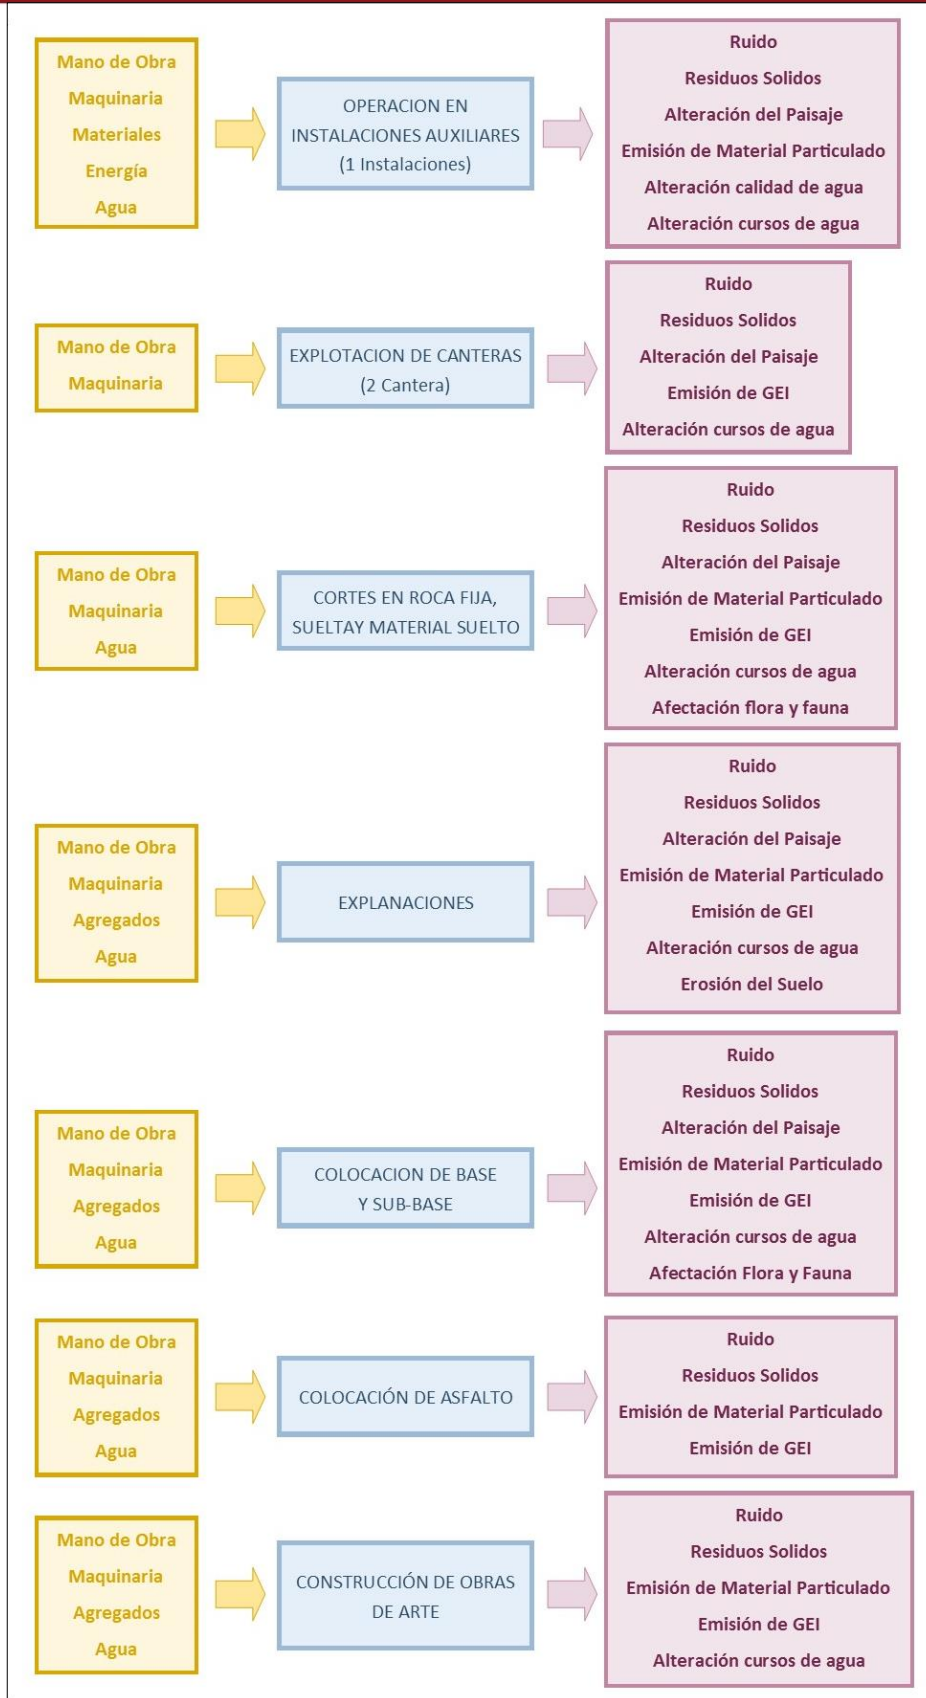 Mano de Obra
Maquinaria
Materiales
Energía
Agua
OPERACION EN
INSTALACIONES AUXILIARES
(1 Instalaciones)
Ruido
Residuos Solidos
Alteración del Paisaje
Emisión de Material Particulado
Alteración calidad de agua
Alteración cursos de agua
Mano de Obra
Maquinaria
EXPLOTACION DE CANTERAS
(2 Cantera)
Ruido
Residuos Solidos
Alteración del Paisaje
Emisión de GEI
Alteración cursos de agua
Mano de Obra
Maquinaria
Agua
CORTES EN ROCA FIJA,
SUELTAY MATERIAL SUELTO
Ruido
Residuos Solidos
Alteración del Paisaje
Emisión de Material Particulado
Emisión de GEI
Alteración cursos de agua
Afectación flora y fauna
Mano de Obra
Maquinaria
Agregados
Agua
EXPLANACIONES
Ruido
Residuos Solidos
Alteración del Paisaje
Emisión de Material Particulado
Emisión de GEI
Alteración cursos de agua
Erosión del Suelo
Mano de Obra
Maquinaria
Agregados
Agua
COLOCACION DE BASE
Y SUB-BASE
Ruido
Residuos Solidos
Alteración del Paisaje
Emisión de Material Particulado
Emisión de GEI
Alteración cursos de agua
Afectación Flora y Fauna
Mano de Obra
Maquinaria
Agregados
Agua
COLOCACIÓN DE ASFALTO
Ruido
Residuos Solidos
Emisión de Material Particulado
Emisión de GEI
Mano de Obra
Maquinaria
Agregados
Agua
CONSTRUCCIÓN DE OBRAS
DE ARTE
Ruido
Residuos Solidos
Emisión de Material Particulado
Emisión de GEI
Alteración cursos de agua